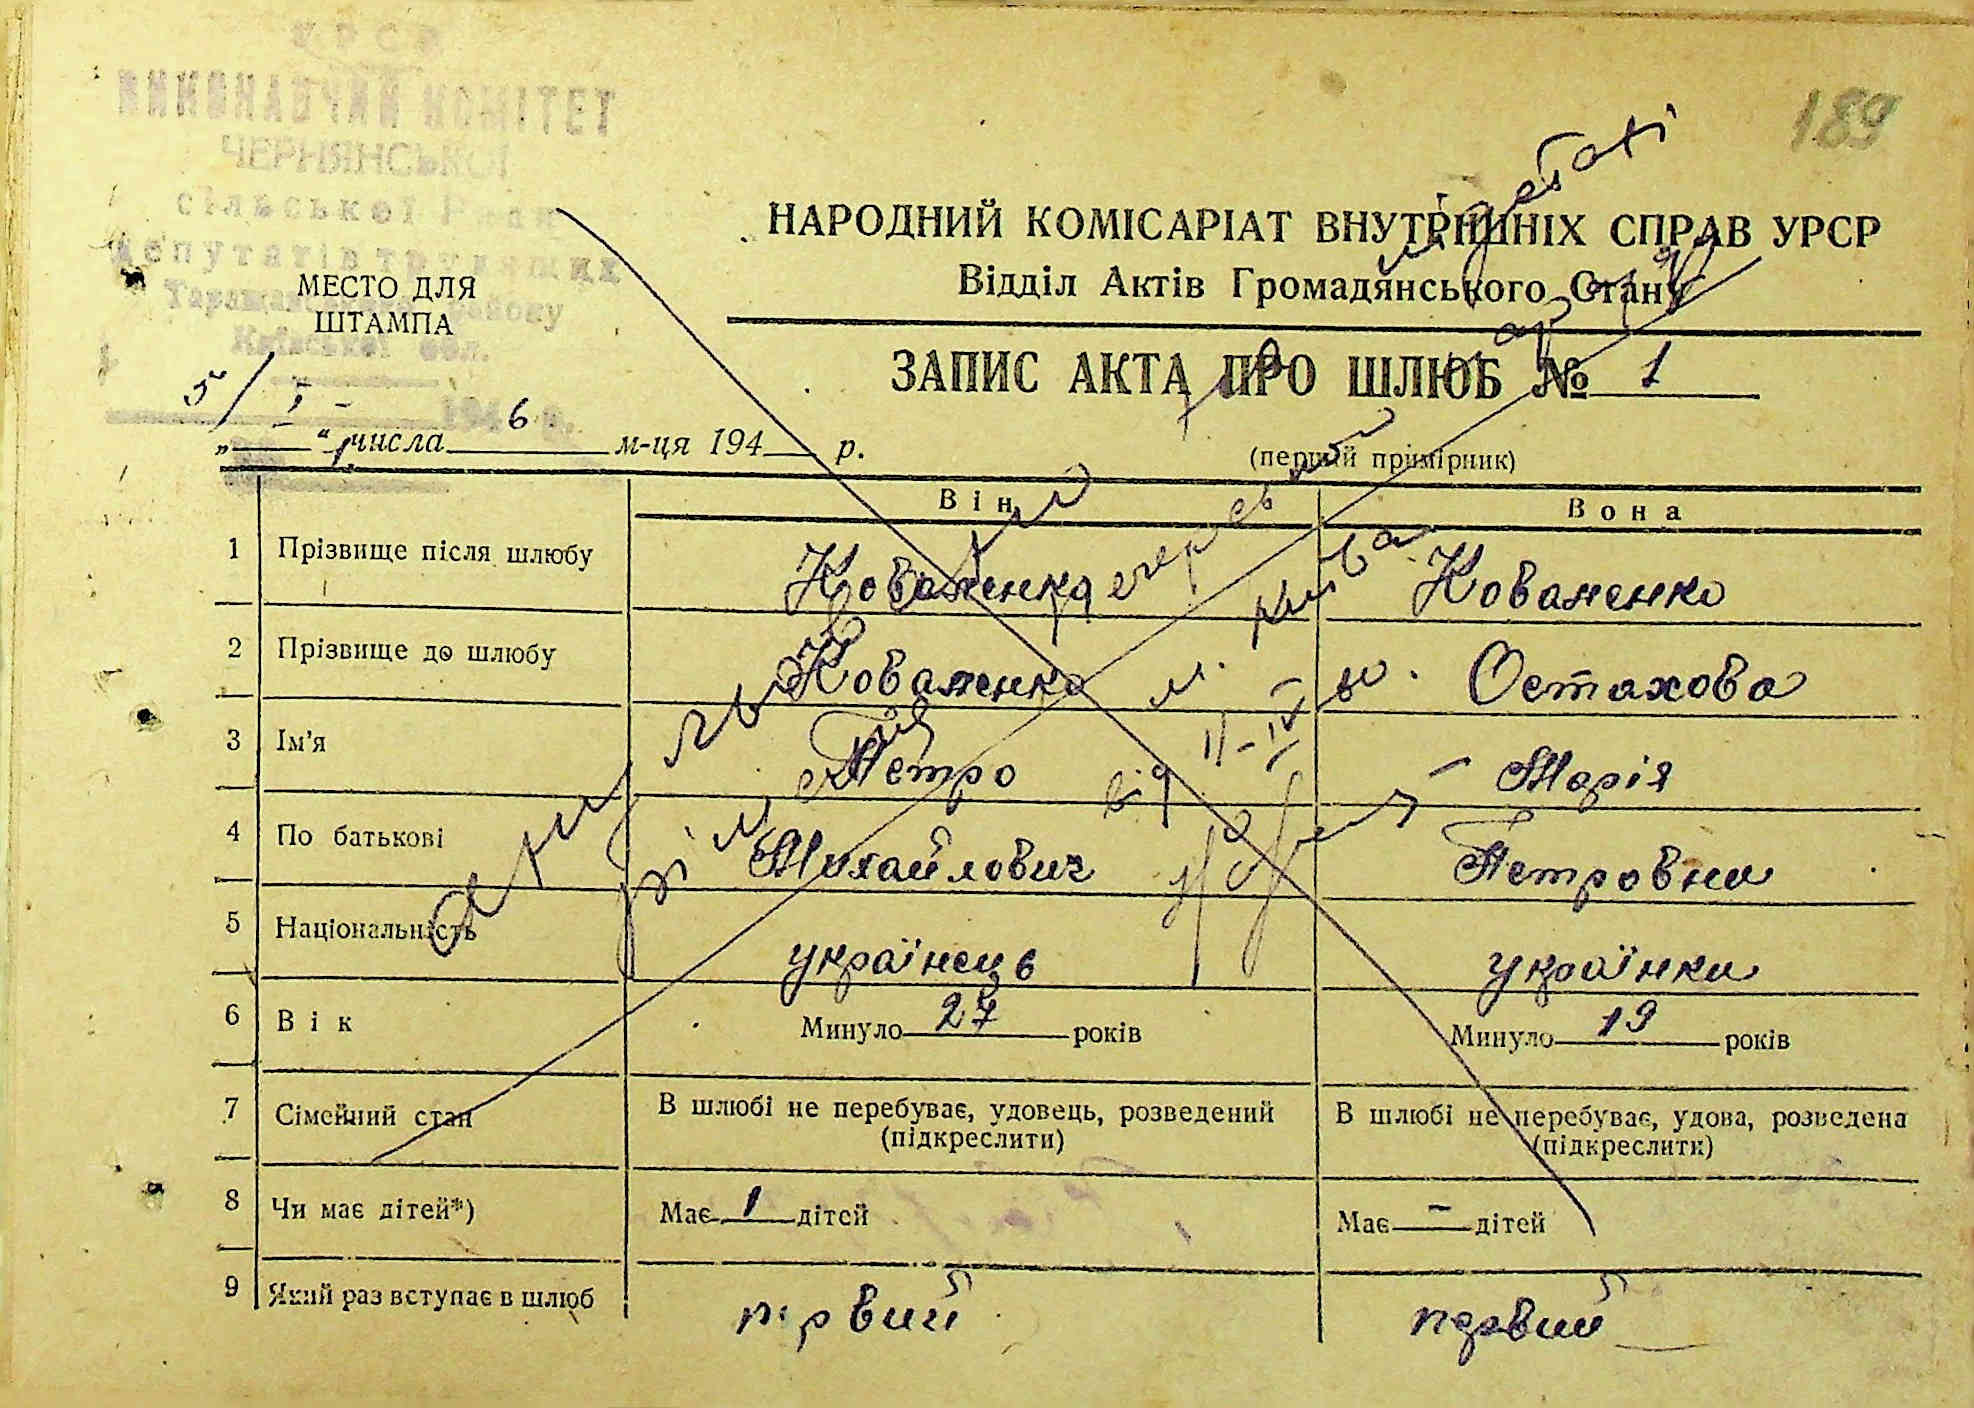 189
УРСР
ВИКОНАВЧИЙ КОМІТЕТ
ЧЕРНЯНСЬКОЇ
сільської Ради
депутатів трудящих
Таращанського району
Київської обл.
НАРОДНИЙ КОМІСАРІАТ ВНУТРІШНІХ СПРАВ УРСР
Відділ Актів Громадянського Стану
МЕСТО ДЛЯ
ШТАМПА
ЗАПИС АКТА ПРО ШЛЮБ № 1
5/I - 6
„ “ числа м-ця 194 р.
(перший примірник)
Він Вона
1 Прізвище після шлюбу Коваленко Коваленко
2 Прізвище до шлюбу Коваленко Остахова
3 Ім'я Петро Марія
4 По батькові Михайлович Петровна
5 Національність українець українка
6 Вік Минуло 27 років Минуло 19 років
7 Сімейний стан В шлюбі не перебуває, удовець, розведений В шлюбі не перебуває, удова, розведена
(підкреслити) (підкреслити)
8 Чи має дітей*) Має 1 дітей Має - дітей
9 Який раз вступає в шлюб первий первий